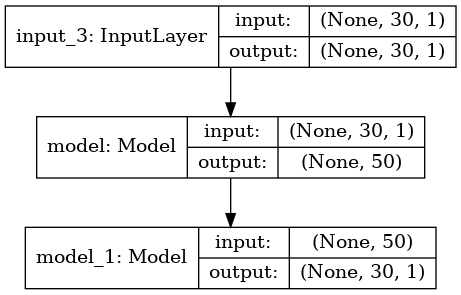 input_3: InputLayer
input: (None, 30, 1)
output: (None, 30, 1)
model: Model
input: (None, 30, 1)
output: (None, 50)
model_1: Model
input: (None, 50)
output: (None, 30, 1)